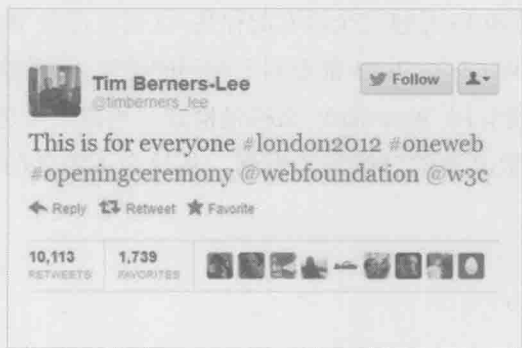 Tim Berners-Lee
@timberners_lee
Follow
This is for everyone #london2012 #oneweb
#openingceremony @webfoundation @w3c
Reply Retweet Favorite
10,113 1,739
RETWEETS FAVORITES